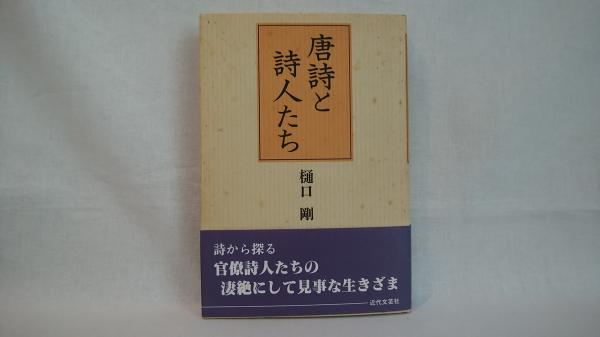 唐詩と
詩人たち
樋口 剛
詩から探る
官僚詩人たちの
凄絶にして見事な生きざま
近代文芸社